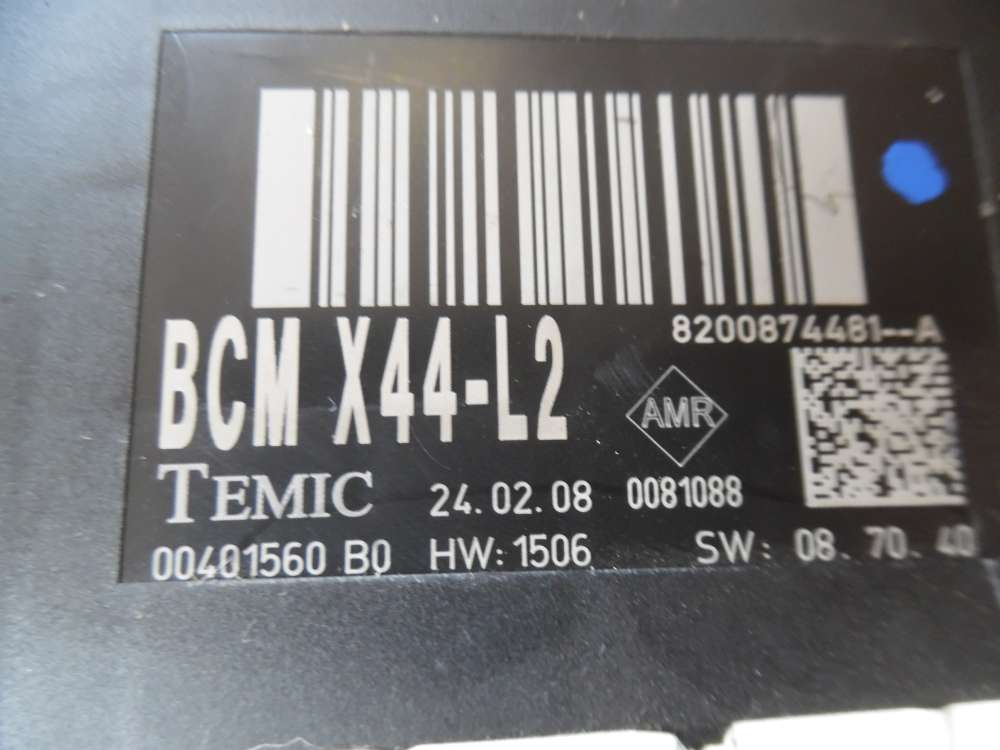 8200874481--A
BCM X44-L2
AMR
TEMIC 24.02.08 0081088
00401560 B0 HW: 1506 SW: 08.70.40